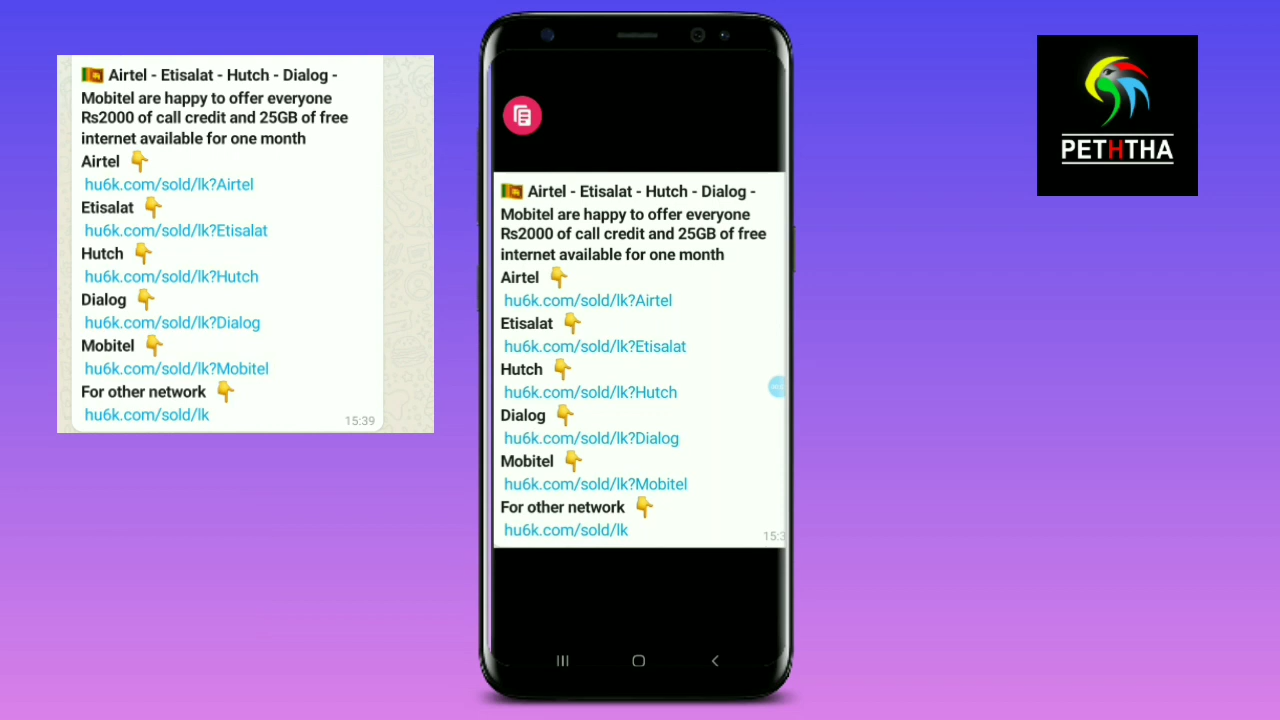 Airtel - Etisalat - Hutch - Dialog -
Mobitel are happy to offer everyone
Rs2000 of call credit and 25GB of free
internet available for one month
Airtel
hu6k.com/sold/lk?Airtel
Etisalat
hu6k.com/sold/lk?Etisalat
Hutch
hu6k.com/sold/lk?Hutch
Dialog
hu6k.com/sold/lk?Dialog
Mobitel
hu6k.com/sold/lk?Mobitel
For other network
hu6k.com/sold/lk
15:39
Airtel - Etisalat - Hutch - Dialog -
Mobitel are happy to offer everyone
Rs2000 of call credit and 25GB of free
internet available for one month
Airtel
hu6k.com/sold/lk?Airtel
Etisalat
hu6k.com/sold/lk?Etisalat
Hutch
hu6k.com/sold/lk?Hutch
Dialog
hu6k.com/sold/lk?Dialog
Mobitel
hu6k.com/sold/lk?Mobitel
For other network
hu6k.com/sold/lk
15:3
PETHTHA